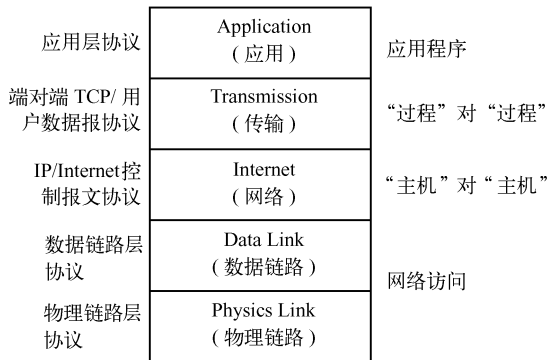 应用层协议
Application
( 应用 )
应用程序
端对端 TCP/ 用
户数据报协议
Transmission
( 传输 )
“过程”对“过程”
IP/Internet控
制报文协议
Internet
( 网络 )
“主机”对“主机”
数据链路层
协议
Data Link
( 数据链路 )
网络访问
物理链路层
协议
Physics Link
( 物理链路 )